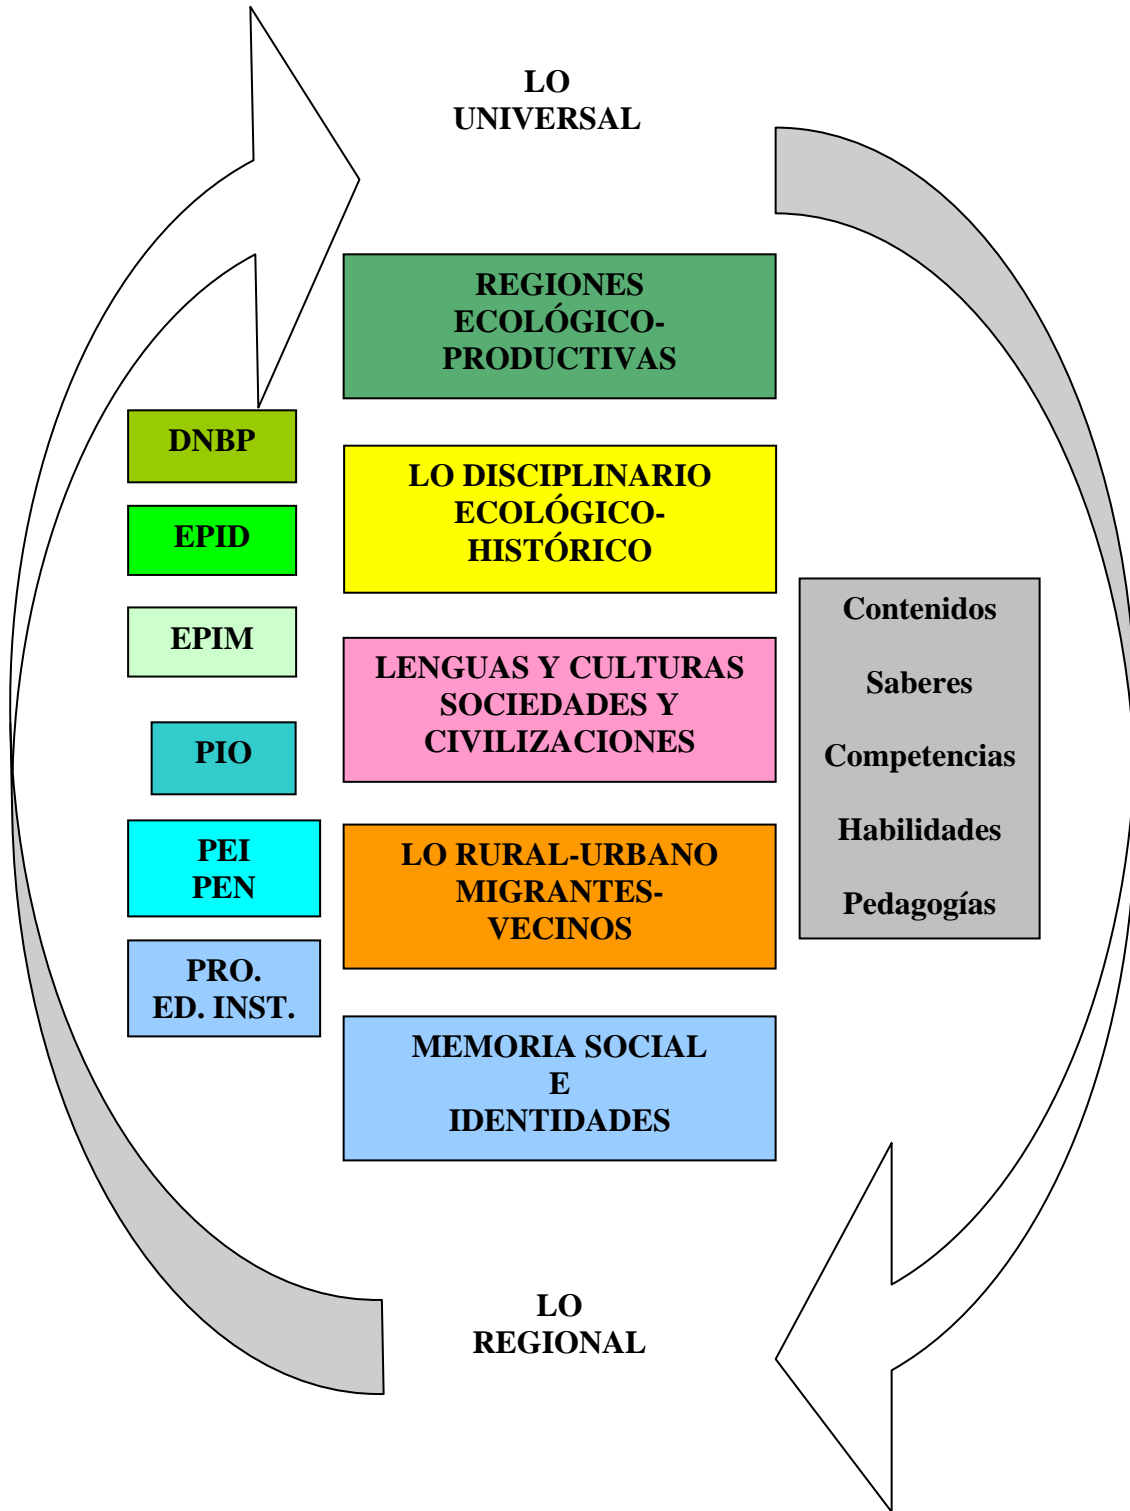 LO
UNIVERSAL
REGIONES
ECOLÓGICO-
PRODUCTIVAS
DNBP
LO DISCIPLINARIO
ECOLÓGICO-
HISTÓRICO
EPID
EPIM
LENGUAS Y CULTURAS
SOCIEDADES Y
CIVILIZACIONES
PIO
PEI
PEN
LO RURAL-URBANO
MIGRANTES-
VECINOS
PRO.
ED. INST.
MEMORIA SOCIAL
E
IDENTIDADES
Contenidos
Saberes
Competencias
Habilidades
Pedagogías
LO
REGIONAL